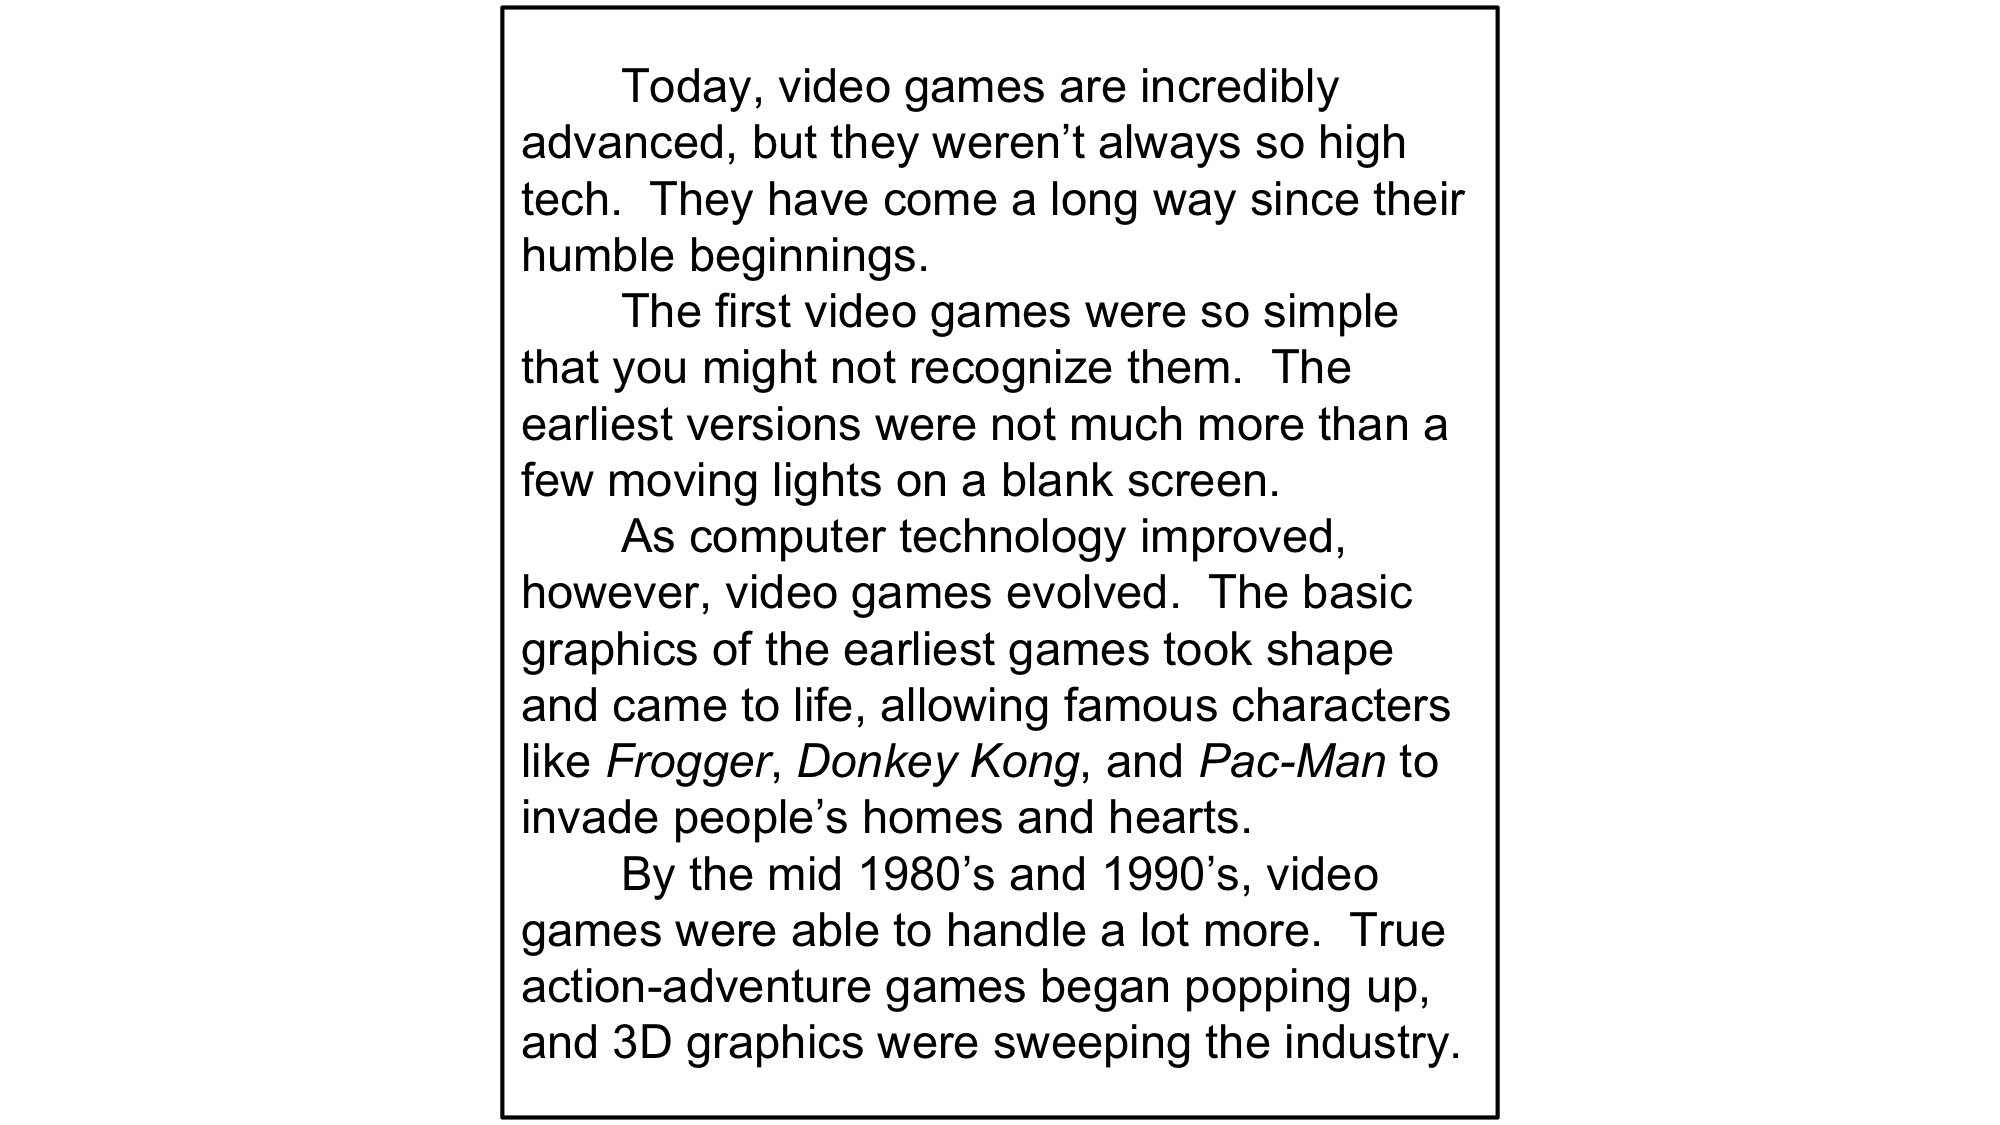 Today, video games are incredibly
advanced, but they weren’t always so high
tech.  They have come a long way since their
humble beginnings.
The first video games were so simple
that you might not recognize them.  The
earliest versions were not much more than a
few moving lights on a blank screen.
As computer technology improved,
however, video games evolved.  The basic
graphics of the earliest games took shape
and came to life, allowing famous characters
like Frogger, Donkey Kong, and Pac-Man to
invade people’s homes and hearts.
By the mid 1980’s and 1990’s, video
games were able to handle a lot more.  True
action-adventure games began popping up,
and 3D graphics were sweeping the industry.